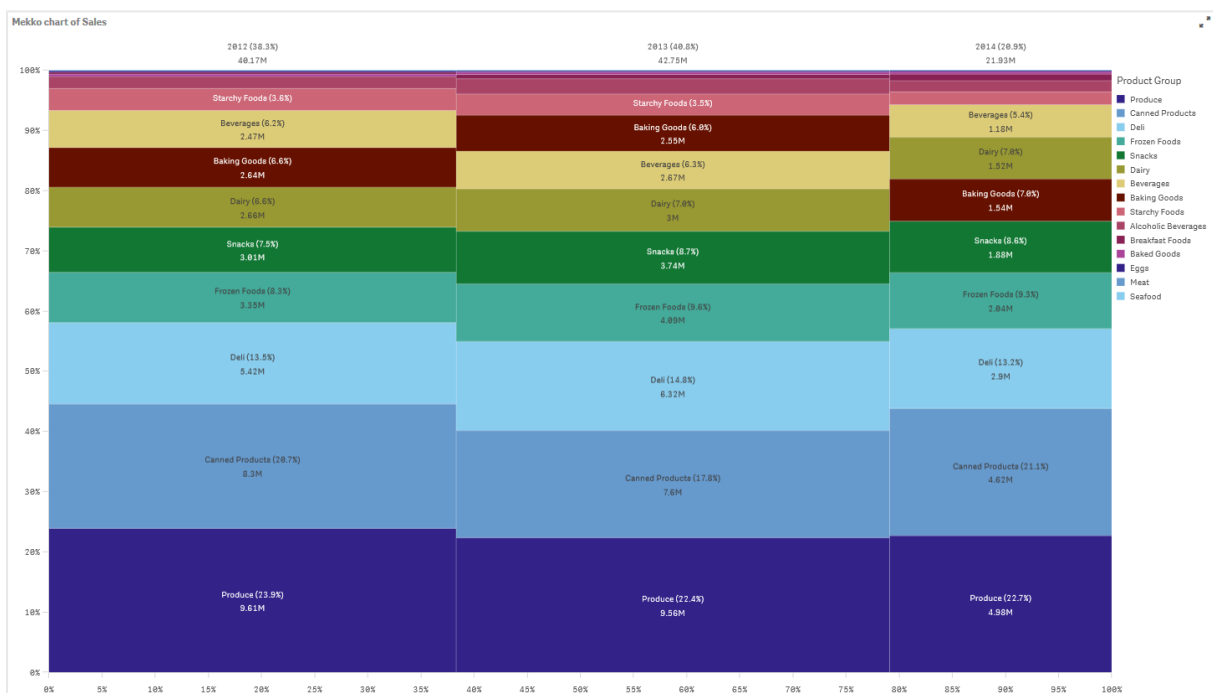 Mekko chart of Sales
2012 (38.3%)
40.17M
2013 (40.8%)
42.75M
2014 (20.9%)
21.93M
100%
90%
80%
70%
60%
50%
40%
30%
20%
10%
0%
Starchy Foods (3.6%)
Beverages (6.2%)
2.47M
Baking Goods (6.6%)
2.64M
Dairy (6.6%)
2.66M
Snacks (7.5%)
3.01M
Frozen Foods (8.3%)
3.35M
Deli (13.5%)
5.42M
Canned Products (20.7%)
8.3M
Produce (23.9%)
9.61M
Starchy Foods (3.5%)
Baking Goods (6.0%)
2.55M
Beverages (6.3%)
2.67M
Dairy (7.0%)
3M
Snacks (8.7%)
3.74M
Frozen Foods (9.6%)
4.09M
Deli (14.8%)
6.32M
Canned Products (17.8%)
7.6M
Produce (22.4%)
9.56M
Beverages (5.4%)
1.18M
Dairy (7.0%)
1.52M
Baking Goods (7.0%)
1.54M
Snacks (8.6%)
1.88M
Frozen Foods (9.3%)
2.04M
Deli (13.2%)
2.9M
Canned Products (21.1%)
4.62M
Produce (22.7%)
4.98M
0% 5% 10% 15% 20% 25% 30% 35% 40% 45% 50% 55% 60% 65% 70% 75% 80% 85% 90% 95% 100%
Product Group
Produce
Canned Products
Deli
Frozen Foods
Snacks
Dairy
Beverages
Baking Goods
Starchy Foods
Alcoholic Beverages
Breakfast Foods
Baked Goods
Eggs
Meat
Seafood